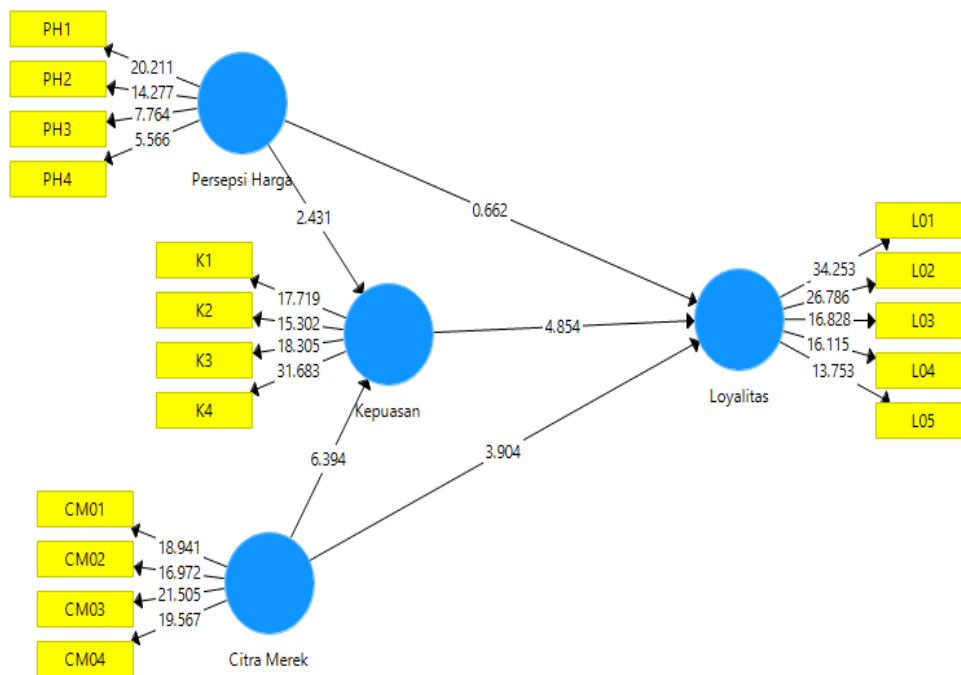 PH1
PH2
PH3
PH4
20.211
14.277
7.764
5.566
Persepsi Harga
2.431
0.662
K1
K2
K3
K4
17.719
15.302
18.305
31.683
Kepuasan
4.854
6.394
3.904
L01
L02
L03
L04
L05
34.253
26.786
16.828
16.115
13.753
Loyalitas
CM01
CM02
CM03
CM04
18.941
16.972
21.505
19.567
Citra Merek